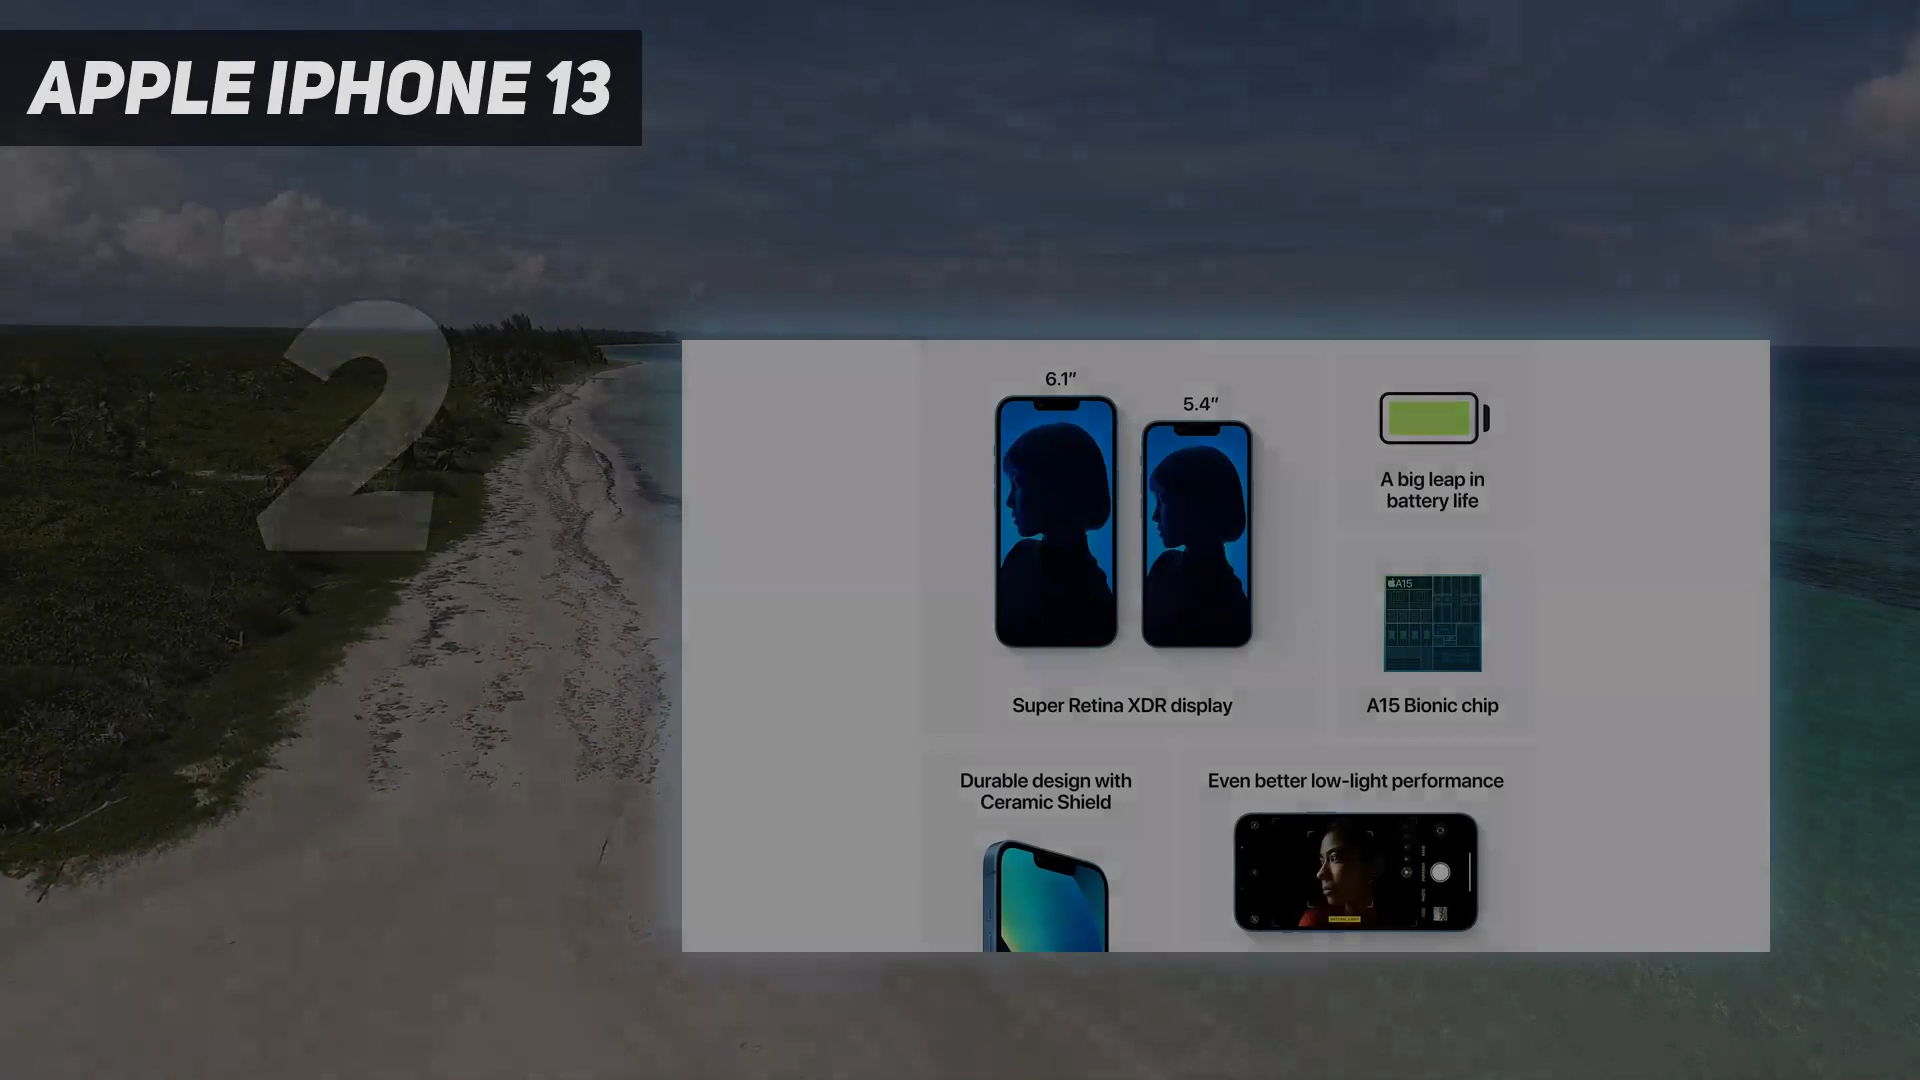 APPLE IPHONE 13
2
6.1”
5.4”
A big leap in
battery life
A15
Super Retina XDR display
A15 Bionic chip
Durable design with
Ceramic Shield
Even better low-light performance